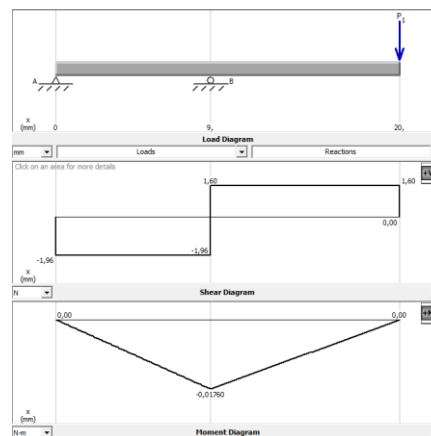 P1
A
B
x
(mm)
0
9,
20,
Load Diagram
mm
Loads
Reactions
Click on an area for more details
+V
1,60
1,60
0,00
-1,96
-1,96
x
(mm)
N
Shear Diagram
0,00
0,00
-0,01760
x
(mm)
N-m
Moment Diagram